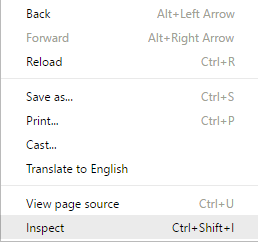 Back Alt+Left Arrow
Forward Alt+Right Arrow
Reload Ctrl+R
Save as... Ctrl+S
Print... Ctrl+P
Cast...
Translate to English
View page source Ctrl+U
Inspect Ctrl+Shift+I